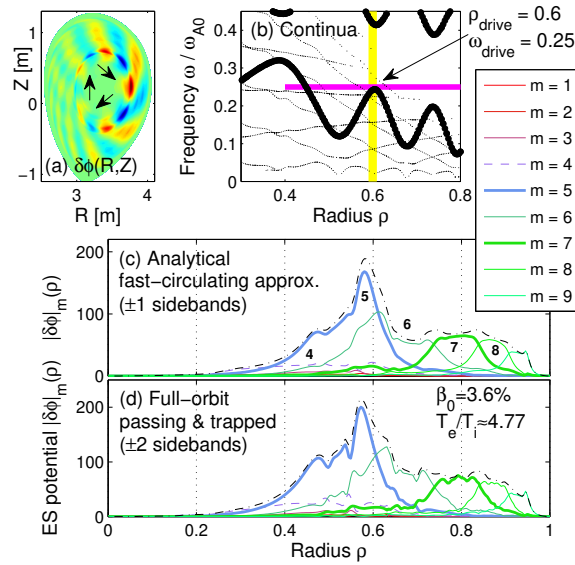 (a) δϕ(R,Z)
Z [m]
1
0
-1
R [m]
3
4
(b) Continua
Frequency ω / ω_A0
0.4
0.3
0.2
0.1
0
0.4
0.6
0.8
Radius ρ
ρ_drive = 0.6
ω_drive = 0.25
m = 1
m = 2
m = 3
m = 4
m = 5
m = 6
m = 7
m = 8
m = 9
(c) Analytical
fast−circulating approx.
(±1 sidebands)
|δϕ|_m(ρ)
200
100
0
4
5
6
7
8
(d) Full−orbit
passing & trapped
(±2 sidebands)
β_0=3.6%
T_e/T_i≈4.77
ES potential |δϕ|_m(ρ)
200
100
0
0
0.2
0.4
0.6
0.8
1
Radius ρ